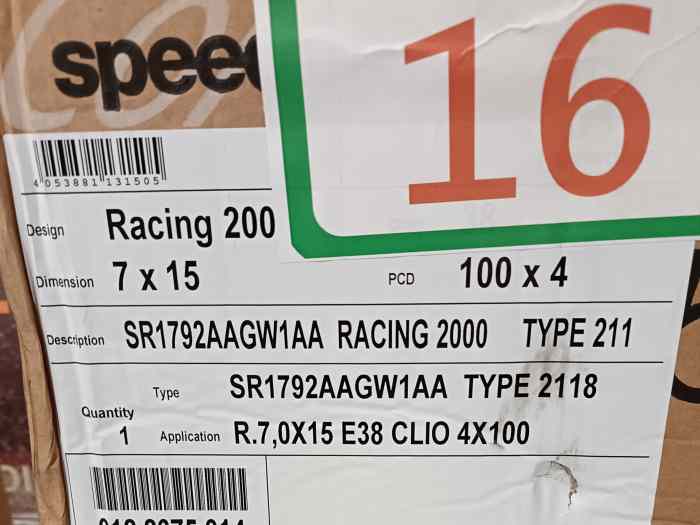 speed
16
4 053881 131505
Design Racing 200
Dimension 7 x 15 PCD 100 x 4
Description SR1792AAGW1AA RACING 2000 TYPE 211
Type SR1792AAGW1AA TYPE 2118
Quantity
1 Application R.7,0X15 E38 CLIO 4X100